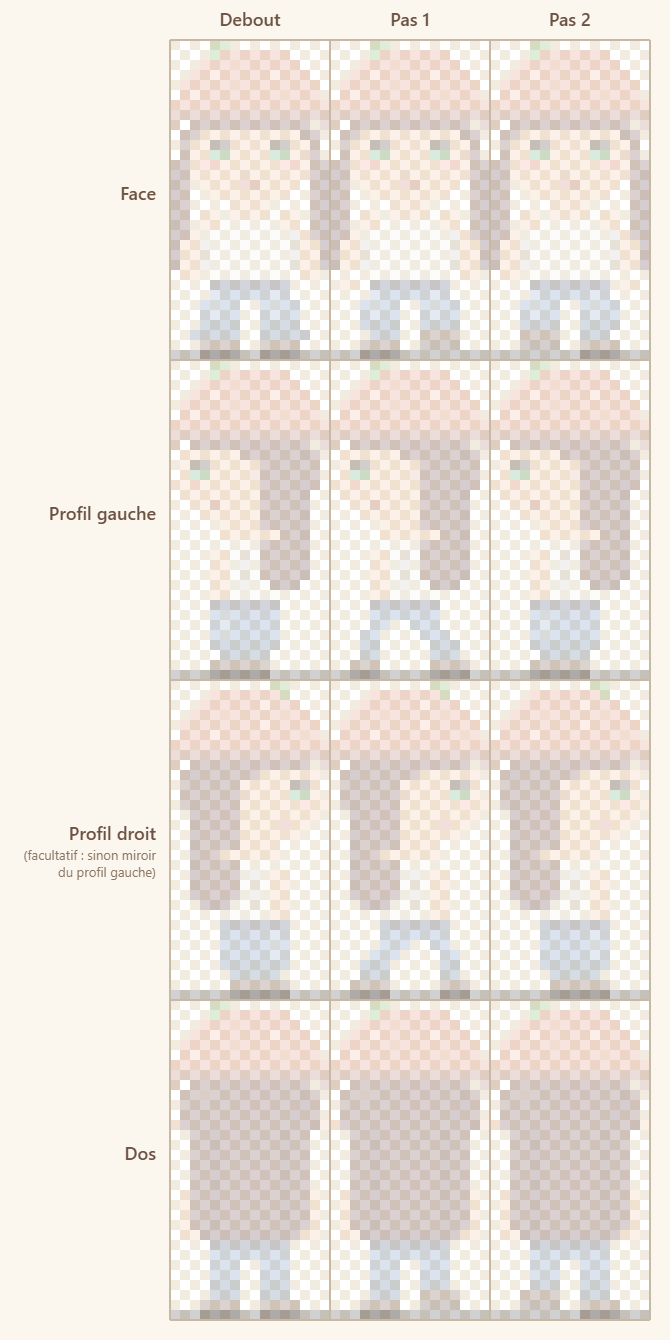 Debout
Pas 1
Pas 2
Face
Profil gauche
Profil droit
(facultatif : sinon miroir
du profil gauche)
Dos